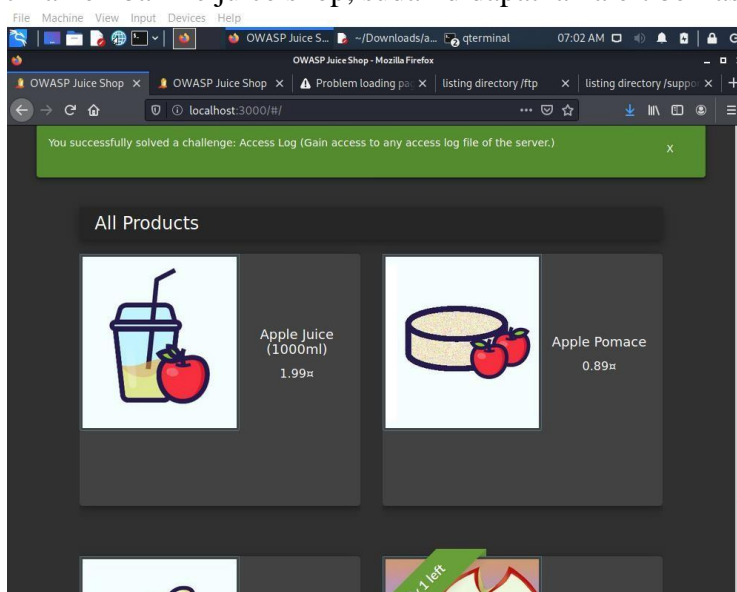 File Machine View Input Devices Help
OWASP Juice S... ~/Downloads/a... qterminal 07:02 AM
OWASP Juice Shop - Mozilla Firefox
OWASP Juice Shop × OWASP Juice Shop × Problem loading pag × listing directory /ftp × listing directory /suppo ×
localhost:3000/#/
You successfully solved a challenge: Access Log (Gain access to any access log file of the server.) X
All Products
Apple Juice
(1000ml)
1.99¤
Apple Pomace
0.89¤
1 left